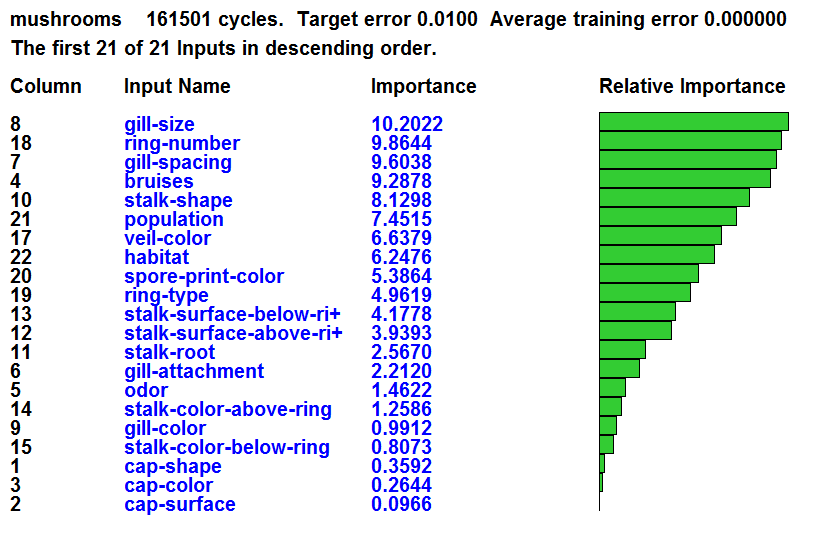 mushrooms 161501 cycles. Target error 0.0100 Average training error 0.000000
The first 21 of 21 Inputs in descending order.
Column Input Name Importance Relative Importance
8 gill-size 10.2022
18 ring-number 9.8644
7 gill-spacing 9.6038
4 bruises 9.2878
10 stalk-shape 8.1298
21 population 7.4515
17 veil-color 6.6379
22 habitat 6.2476
20 spore-print-color 5.3864
19 ring-type 4.9619
13 stalk-surface-below-ri+ 4.1778
12 stalk-surface-above-ri+ 3.9393
11 stalk-root 2.5670
6 gill-attachment 2.2120
5 odor 1.4622
14 stalk-color-above-ring 1.2586
9 gill-color 0.9912
15 stalk-color-below-ring 0.8073
1 cap-shape 0.3592
3 cap-color 0.2644
2 cap-surface 0.0966